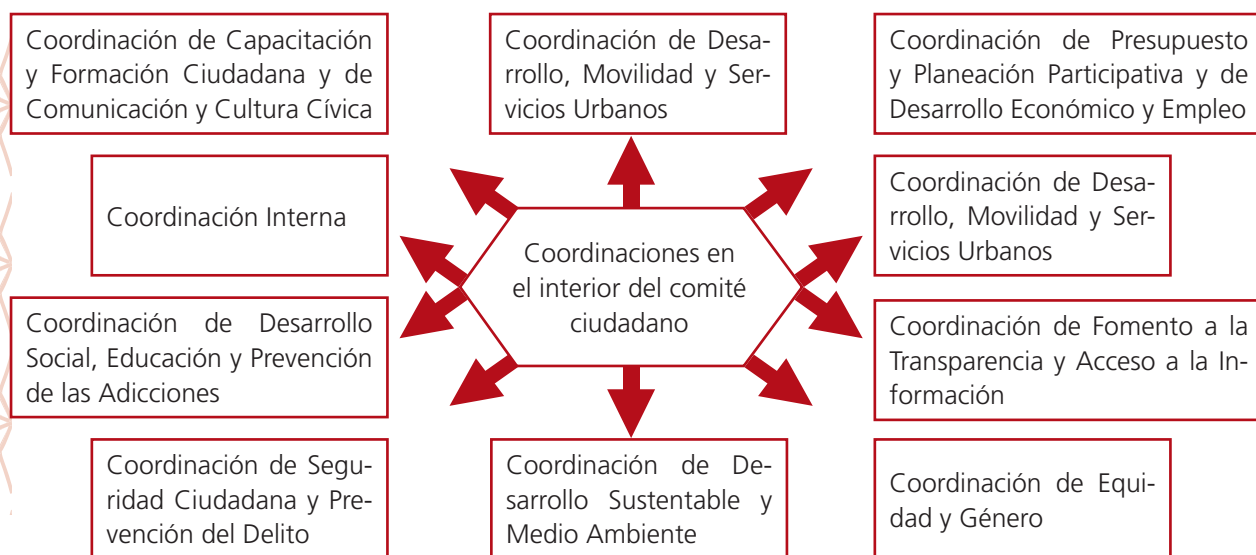 Coordinación de Capacitación
y Formación Ciudadana y de
Comunicación y Cultura Cívica
Coordinación de Desa-
rrollo, Movilidad y Ser-
vicios Urbanos
Coordinación de Presupuesto
y Planeación Participativa y de
Desarrollo Económico y Empleo
Coordinación Interna
Coordinaciones en
el interior del comité
ciudadano
Coordinación de Desa-
rrollo, Movilidad y Ser-
vicios Urbanos
Coordinación de Desarrollo
Social, Educación y Prevención
de las Adicciones
Coordinación de Fomento a la
Transparencia y Acceso a la In-
formación
Coordinación de Segu-
ridad Ciudadana y Pre-
vención del Delito
Coordinación de De-
sarrollo Sustentable y
Medio Ambiente
Coordinación de Equi-
dad y Género